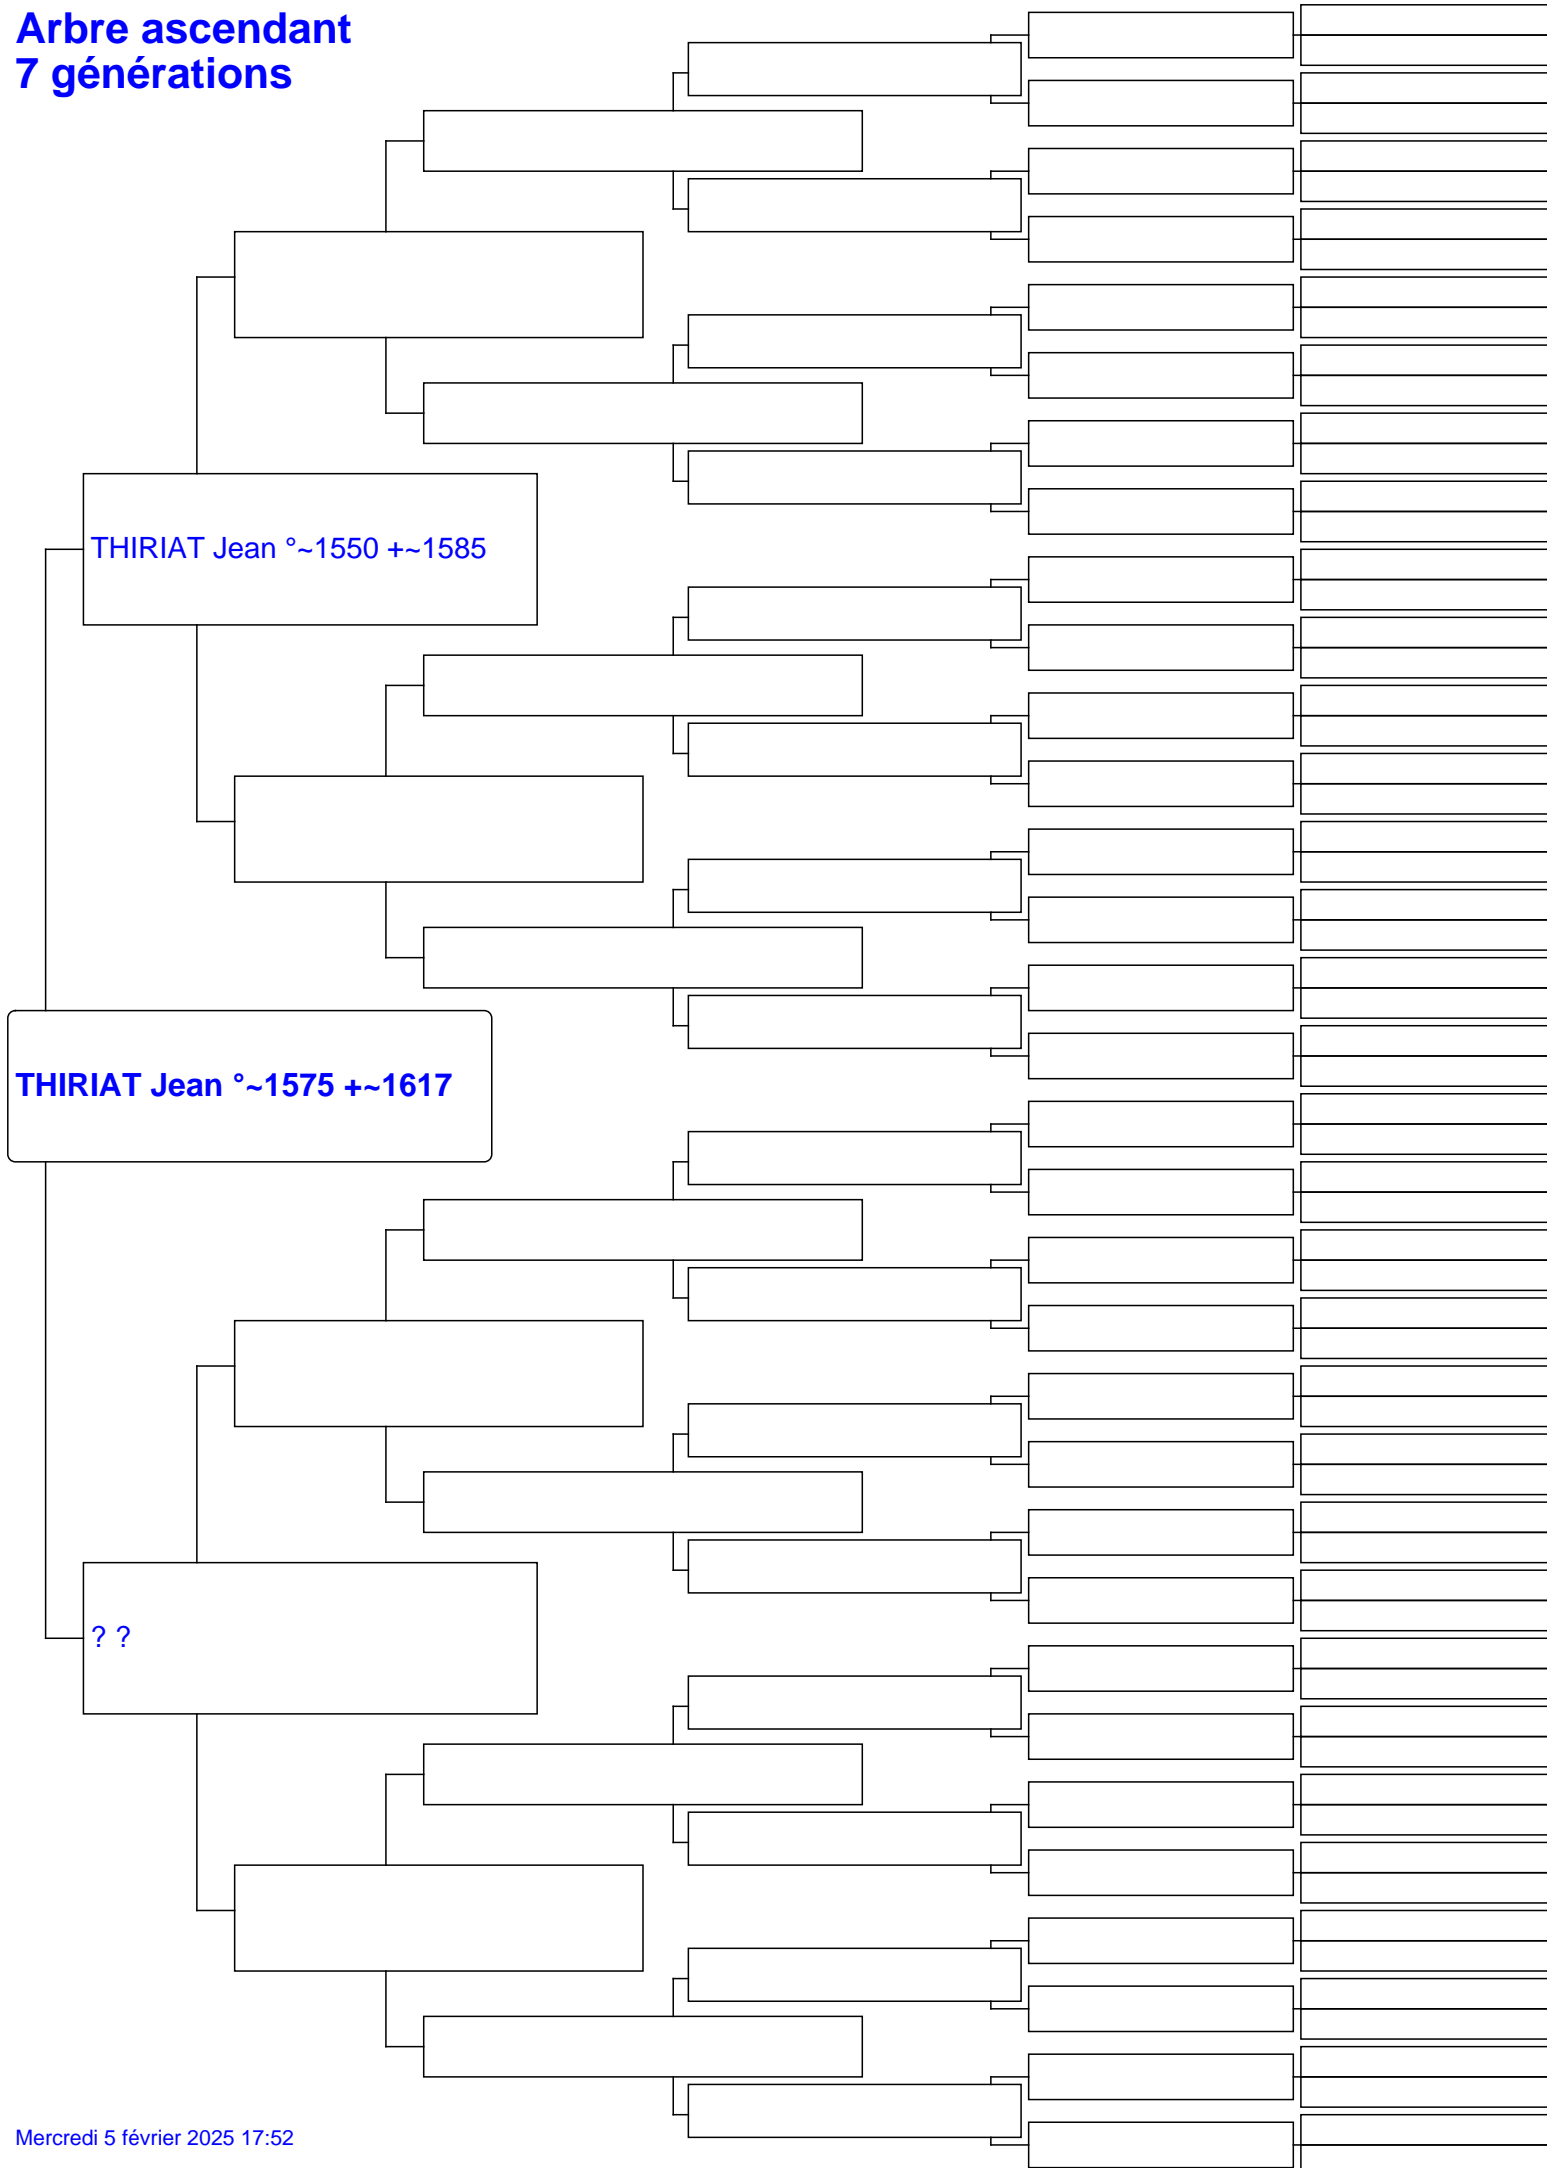 Arbre ascendant
7 générations
THIRIAT Jean °~1550 +~1585
THIRIAT Jean °~1575 +~1617
? ?
Mercredi 5 février 2025 17:52